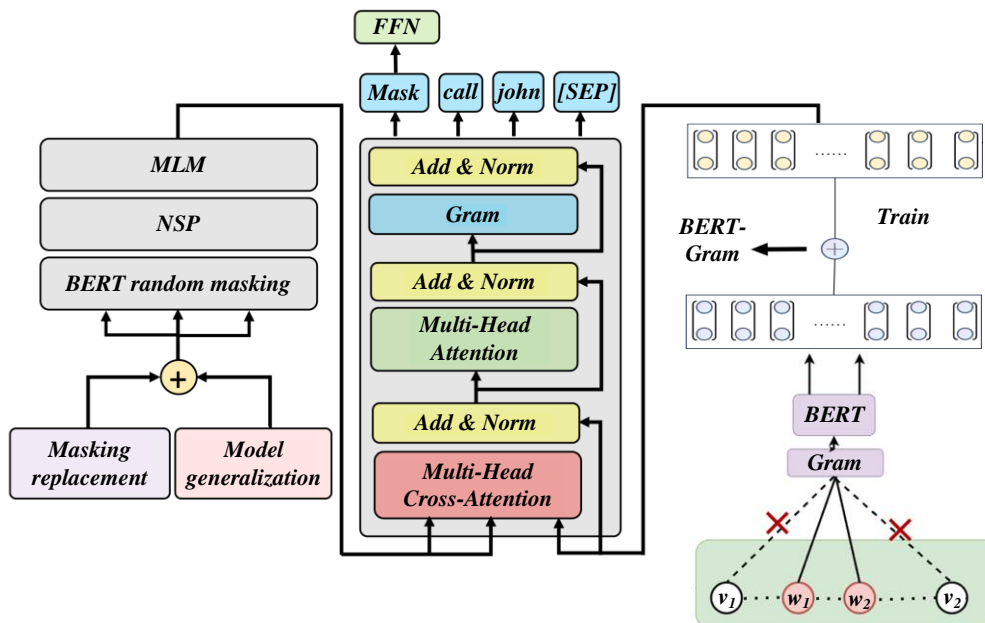 FFN
Mask
call
john
[SEP]
MLM
NSP
BERT random masking
+
Masking
replacement
Model
generalization
Add & Norm
Gram
Add & Norm
Multi-Head
Attention
Add & Norm
Multi-Head
Cross-Attention
......
Train
BERT-
Gram
+
......
BERT
Gram
v1
w1
w2
v2